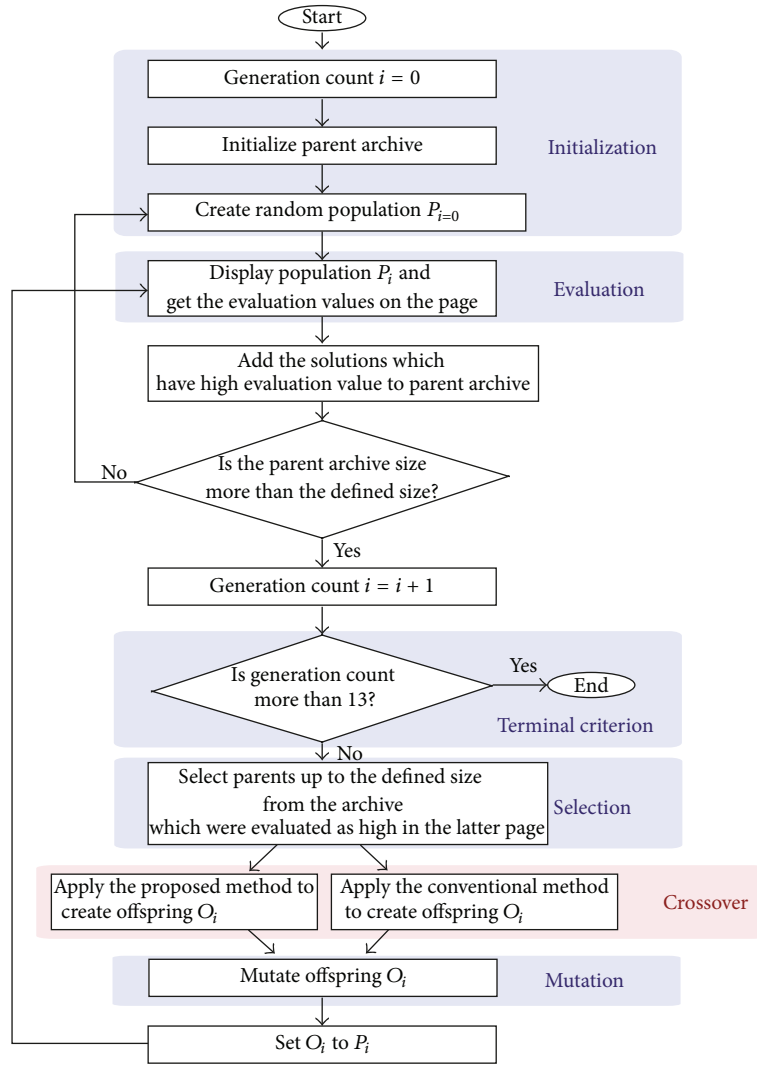 Start
Generation count i = 0
Initialize parent archive
Initialization
Create random population P_{i=0}
Display population P_i and
get the evaluation values on the page
Evaluation
Add the solutions which
have high evaluation value to parent archive
No
Is the parent archive size
more than the defined size?
Yes
Generation count i = i + 1
Is generation count
more than 13?
Yes
End
Terminal criterion
No
Select parents up to the defined size
from the archive
which were evaluated as high in the latter page
Selection
Apply the proposed method to
create offspring O_i
Apply the conventional method
to create offspring O_i
Crossover
Mutate offspring O_i
Mutation
Set O_i to P_i